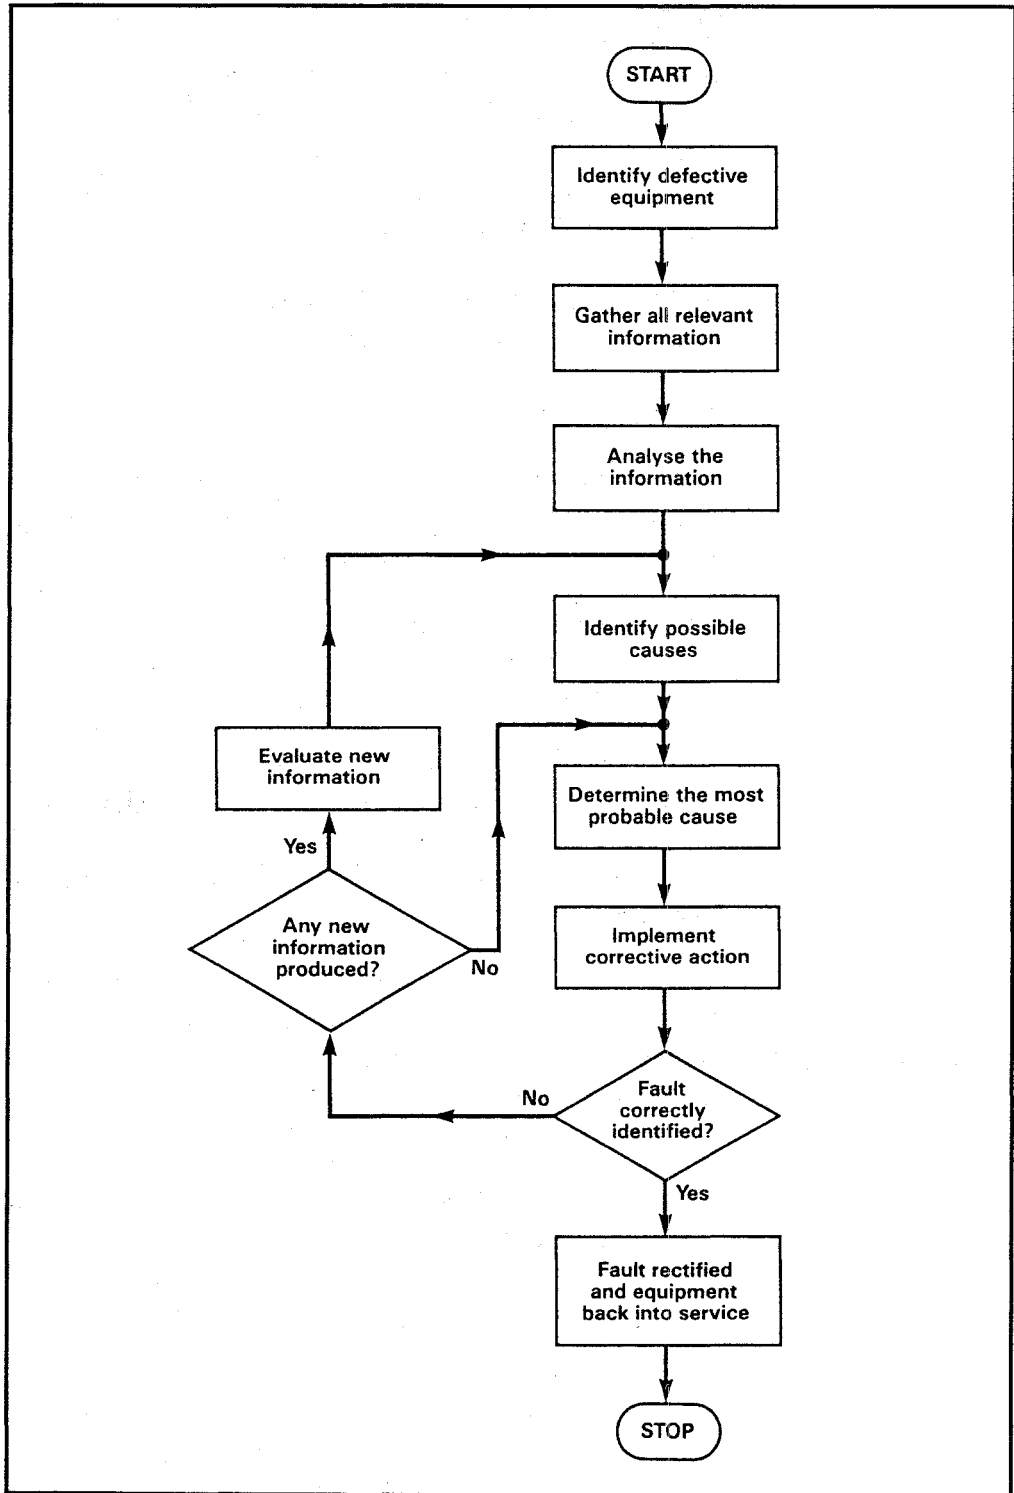 START
Identify defective
equipment
Gather all relevant
information
Analyse the
information
Identify possible
causes
Evaluate new
information
Determine the most
probable cause
Yes
Any new
information
produced?
No
Implement
corrective action
No
Fault
correctly
identified?
Yes
Fault rectified
and equipment
back into service
STOP